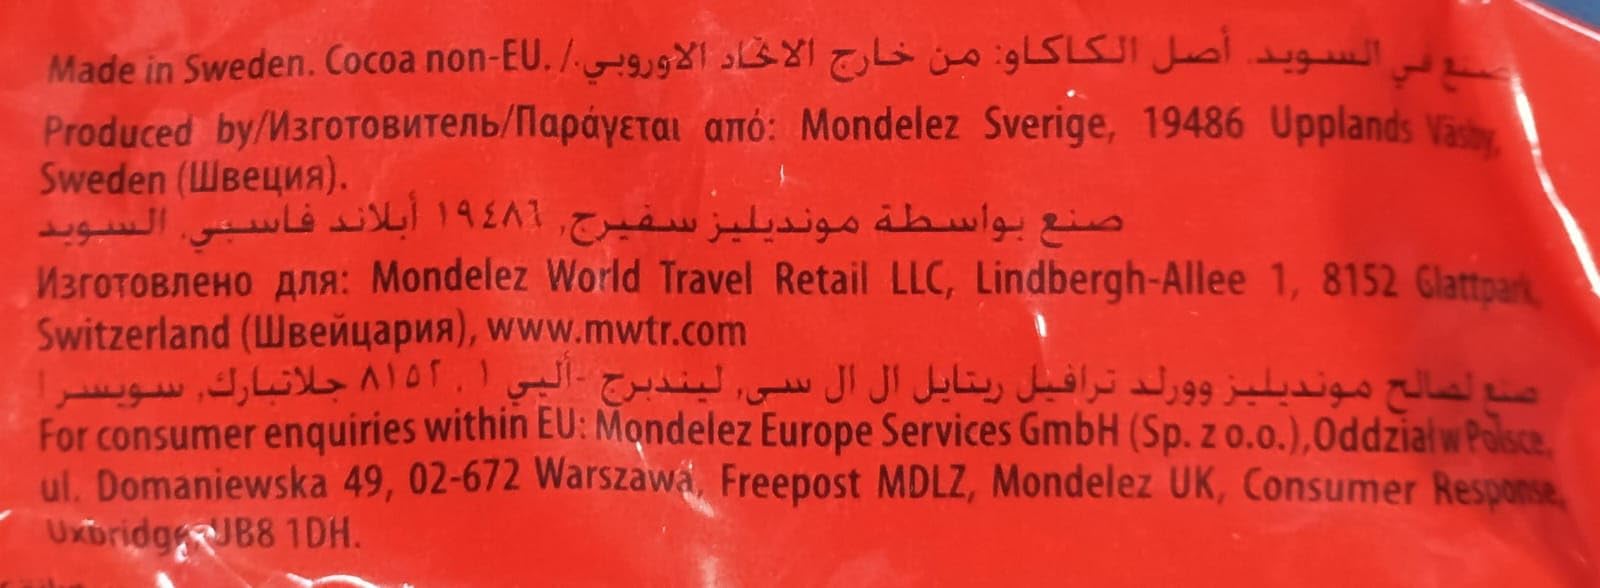 Made in Sweden. Cocoa non-EU. /.صنع في السويد. أصل الكاكاو: من خارج الاتحاد الاوروبي
Produced by/Изготовитель/Παράγεται από: Mondelez Sverige, 19486 Upplands Väsby,
Sweden (Швеция).
صنع بواسطة مونديليز سفيرج, ١٩٤٨٦ أبلاند فاسبي, السويد
Изготовлено для: Mondelez World Travel Retail LLC, Lindbergh-Allee 1, 8152 Glattpark,
Switzerland (Швейцария), www.mwtr.com
صنع لصالح مونديليز وورلد ترافيل ريتايل ال ال سي, ليندبرج -ألیي ١, ٨١٥٢ جلاتبارك, سويسرا
For consumer enquiries within EU: Mondelez Europe Services GmbH (Sp. z o.o.),Oddział w Polsce,
ul. Domaniewska 49, 02-672 Warszawa, Freepost MDLZ, Mondelez UK, Consumer Response,
Uxbridge, UB8 1DH.